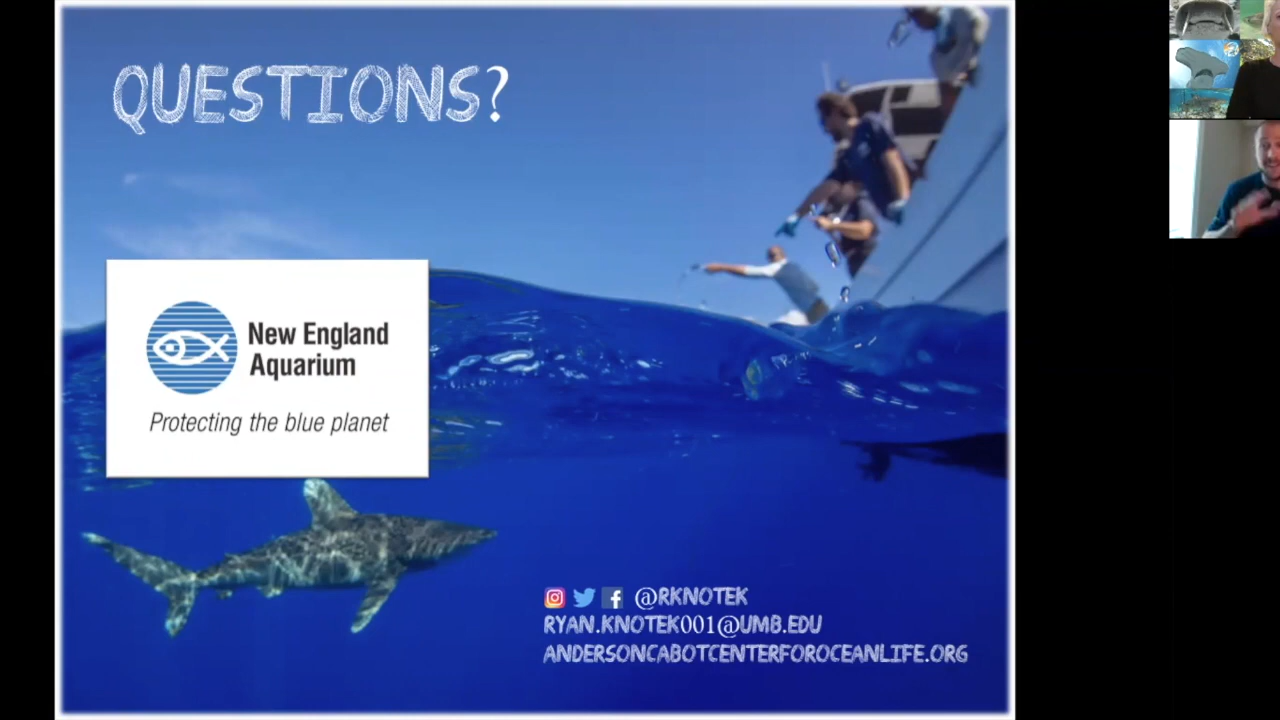 QUESTIONS?
New England
Aquarium
Protecting the blue planet
@RKNOTEK
RYAN.KNOTEK001@UMB.EDU
ANDERSONCABOTCENTERFOROCEANLIFE.ORG